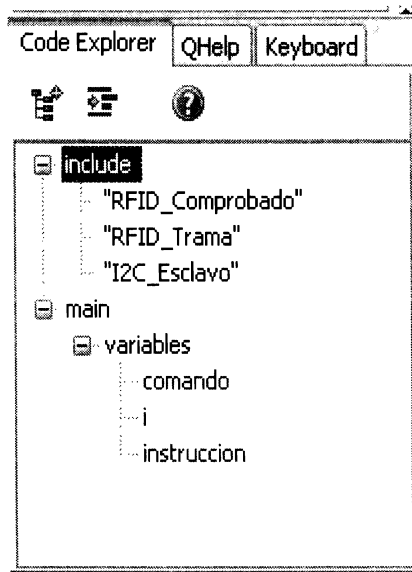 Code Explorer QHelp Keyboard
include
"RFID_Comprobado"
"RFID_Trama"
"I2C_Esclavo"
main
variables
comando
i
instruccion